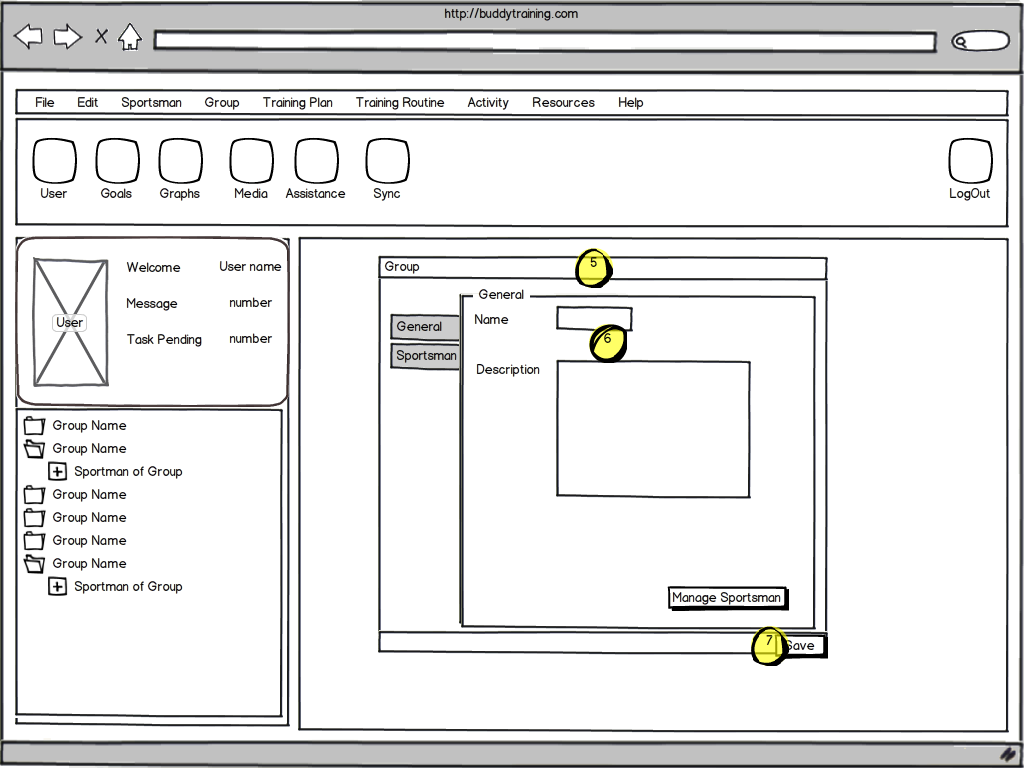 http://buddytraining.com
File Edit Sportsman Group Training Plan Training Routine Activity Resources Help
User Goals Graphs Media Assistance Sync LogOut
User
Welcome User name
Message number
Task Pending number
Group Name
Group Name
Sportman of Group
Group Name
Group Name
Group Name
Group Name
Sportman of Group
Group
5
General
Sportsman
General
Name
6
Description
Manage Sportsman
7
Save